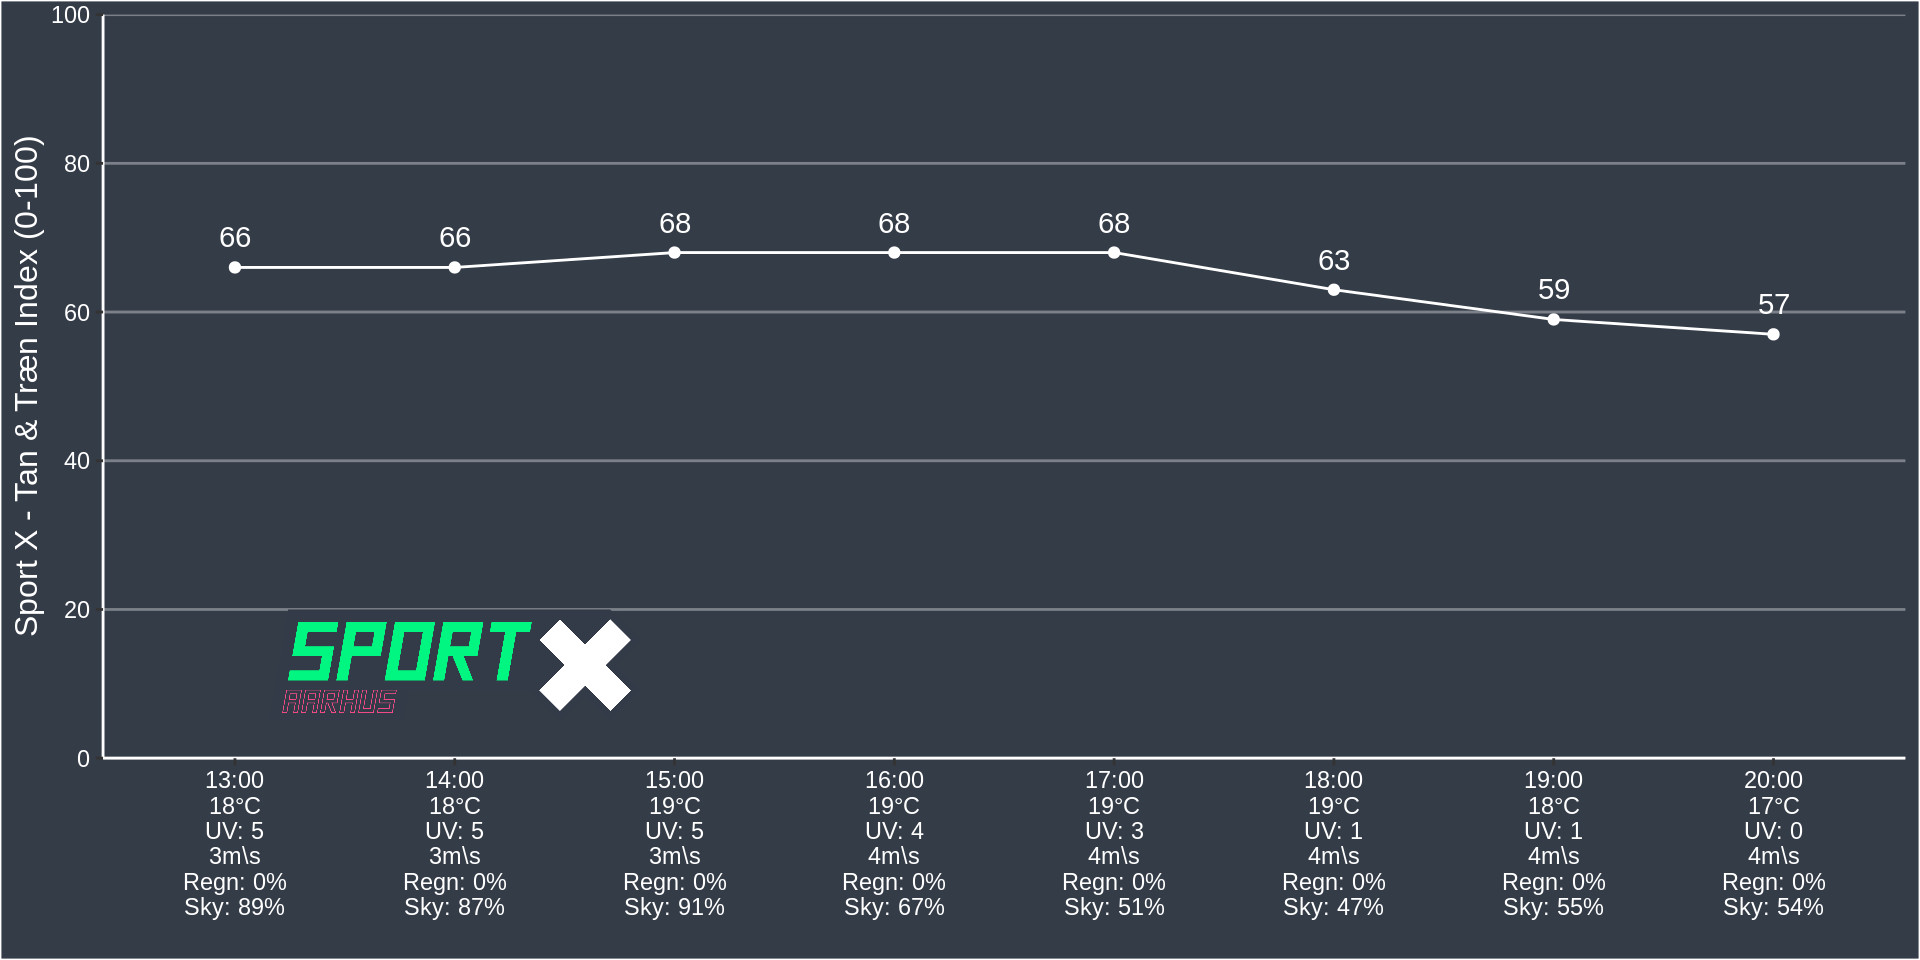 Sport X - Tan & Træn Index (0-100)
100
80
60
40
20
0
66
66
68
68
68
63
59
57
SPORT X
AARHUS
13:00
18°C
UV: 5
3m\s
Regn: 0%
Sky: 89%
14:00
18°C
UV: 5
3m\s
Regn: 0%
Sky: 87%
15:00
19°C
UV: 5
3m\s
Regn: 0%
Sky: 91%
16:00
19°C
UV: 4
4m\s
Regn: 0%
Sky: 67%
17:00
19°C
UV: 3
4m\s
Regn: 0%
Sky: 51%
18:00
19°C
UV: 1
4m\s
Regn: 0%
Sky: 47%
19:00
18°C
UV: 1
4m\s
Regn: 0%
Sky: 55%
20:00
17°C
UV: 0
4m\s
Regn: 0%
Sky: 54%